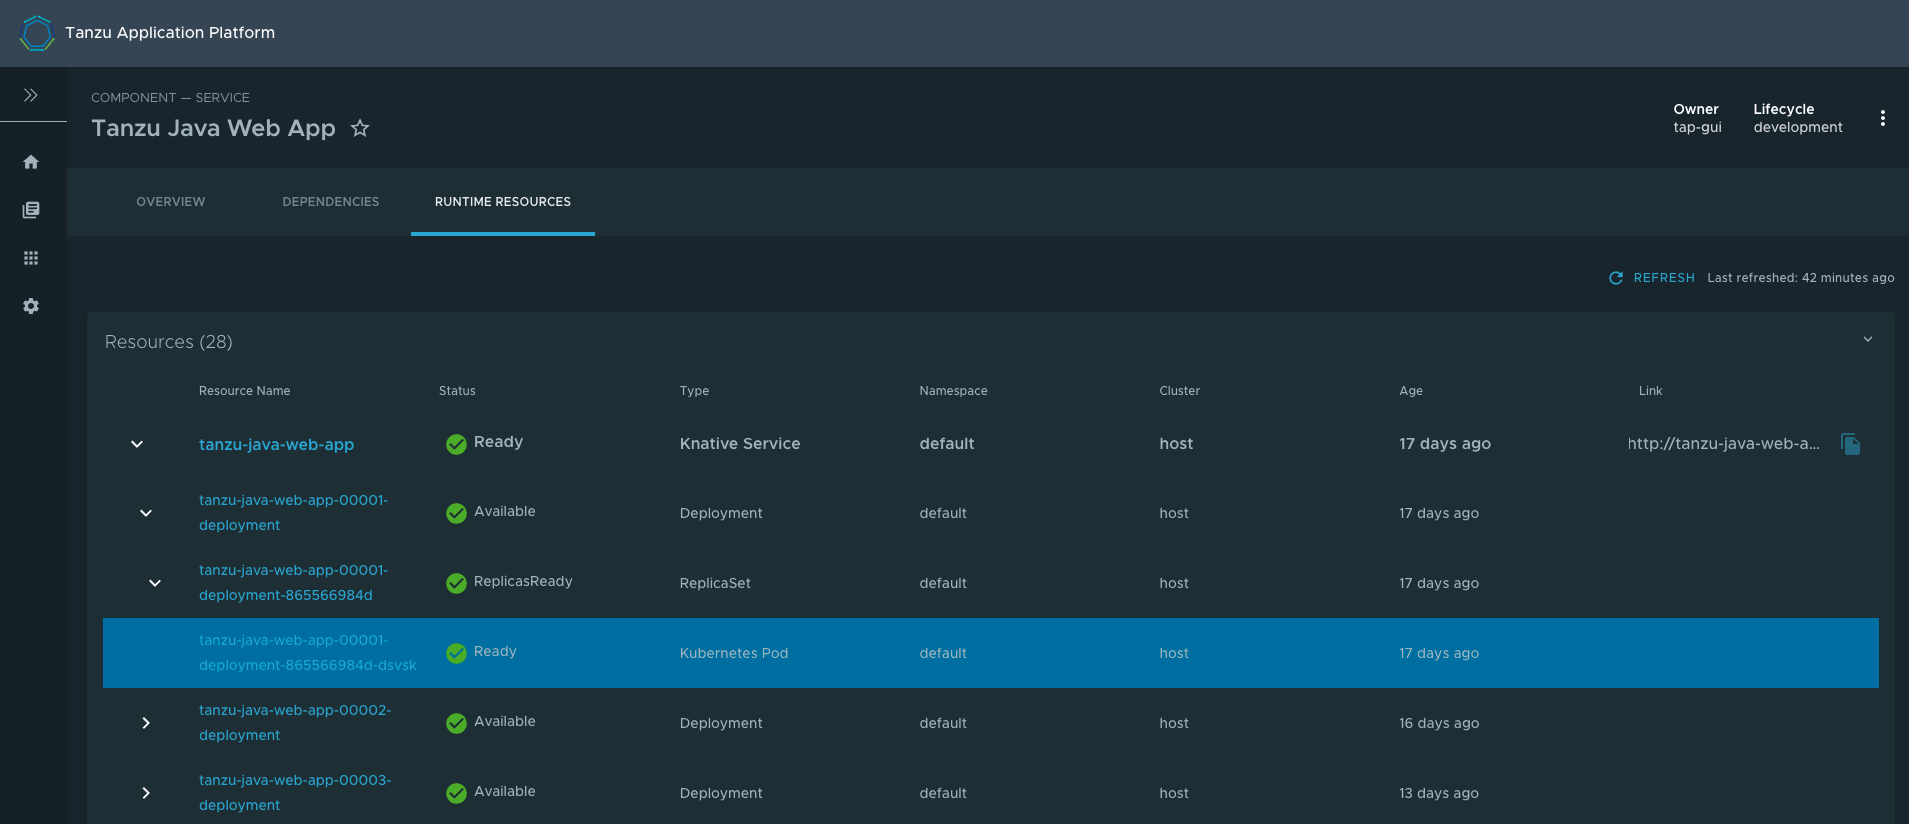 Tanzu Application Platform
COMPONENT — SERVICE
Tanzu Java Web App
Owner
tap-gui
Lifecycle
development
OVERVIEW
DEPENDENCIES
RUNTIME RESOURCES
REFRESH Last refreshed: 42 minutes ago
Resources (28)
Resource Name Status Type Namespace Cluster Age Link
tanzu-java-web-app Ready Knative Service default host 17 days ago http://tanzu-java-web-a...
tanzu-java-web-app-00001-
deployment Available Deployment default host 17 days ago
tanzu-java-web-app-00001-
deployment-865566984d ReplicasReady ReplicaSet default host 17 days ago
tanzu-java-web-app-00001-
deployment-865566984d-dsvsk Ready Kubernetes Pod default host 17 days ago
tanzu-java-web-app-00002-
deployment Available Deployment default host 16 days ago
tanzu-java-web-app-00003-
deployment Available Deployment default host 13 days ago